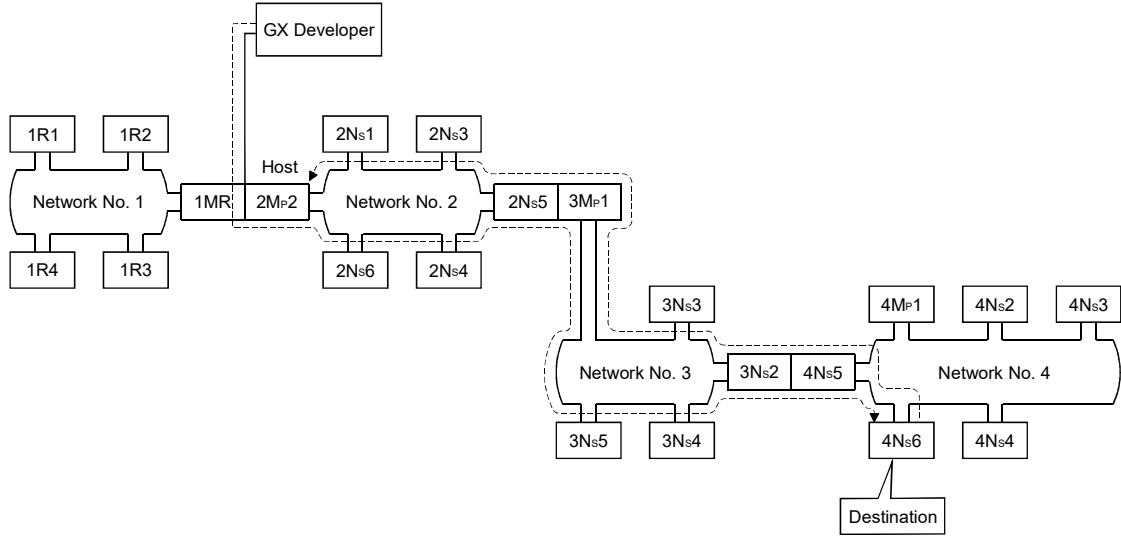 GX Developer
1R1
1R2
2Ns1
2Ns3
Host
Network No. 1
1MR
2MP2
Network No. 2
2Ns5
3MP1
1R4
1R3
2Ns6
2Ns4
3Ns3
4MP1
4Ns2
4Ns3
Network No. 3
3Ns2
4Ns5
Network No. 4
3Ns5
3Ns4
4Ns6
4Ns4
Destination